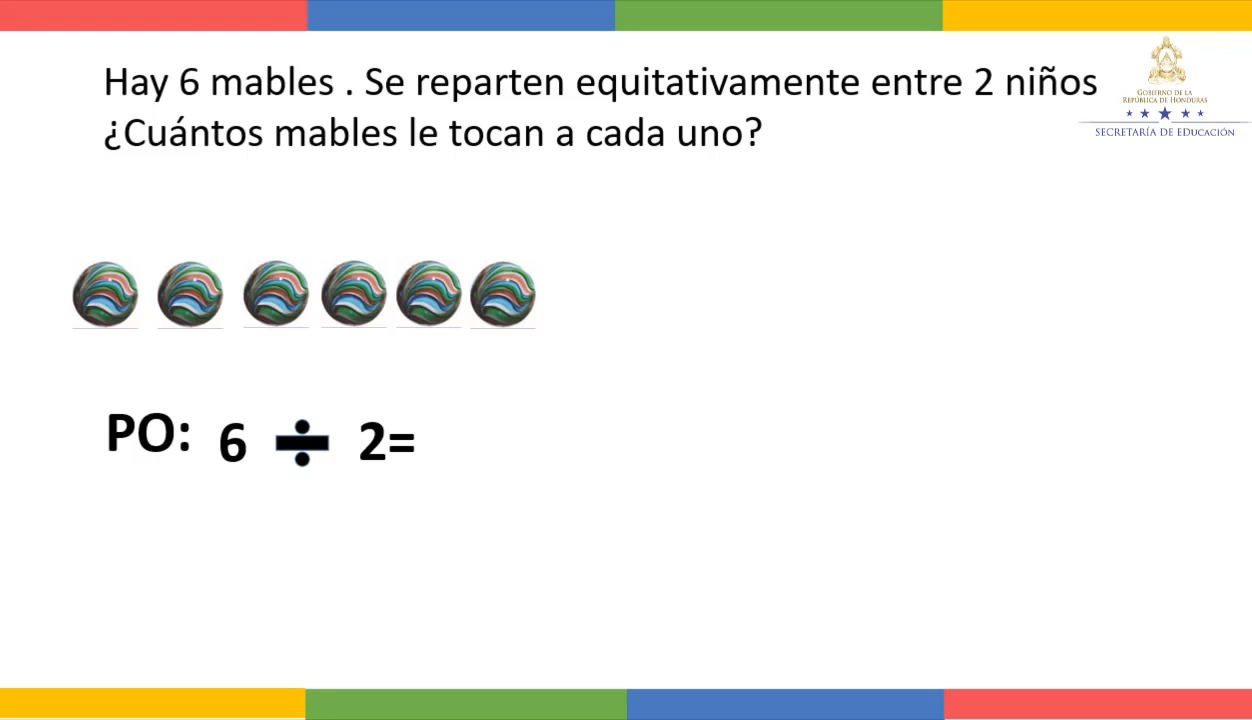 Hay 6 mables . Se reparten equitativamente entre 2 niños
¿Cuántos mables le tocan a cada uno?
GOBIERNO DE LA
REPÚBLICA DE HONDURAS
SECRETARÍA DE EDUCACIÓN
PO: 6 ÷ 2=